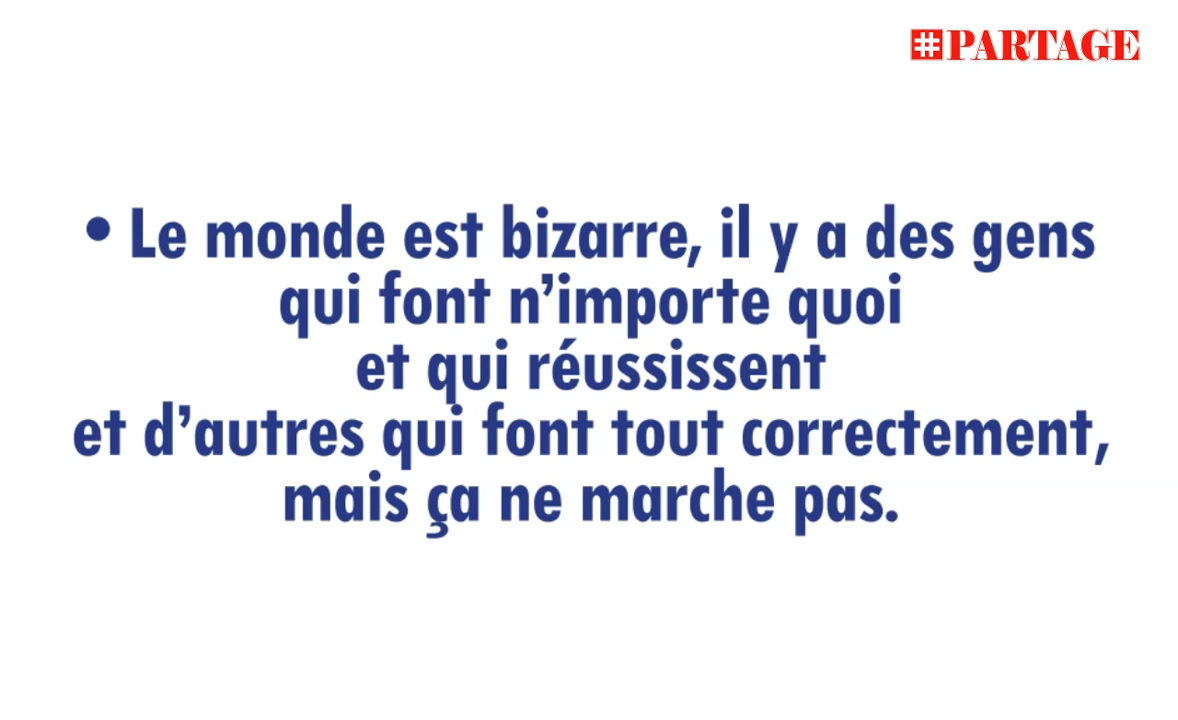 #PARTAGE
• Le monde est bizarre, il y a des gens
qui font n’importe quoi
et qui réussissent
et d’autres qui font tout correctement,
mais ça ne marche pas.